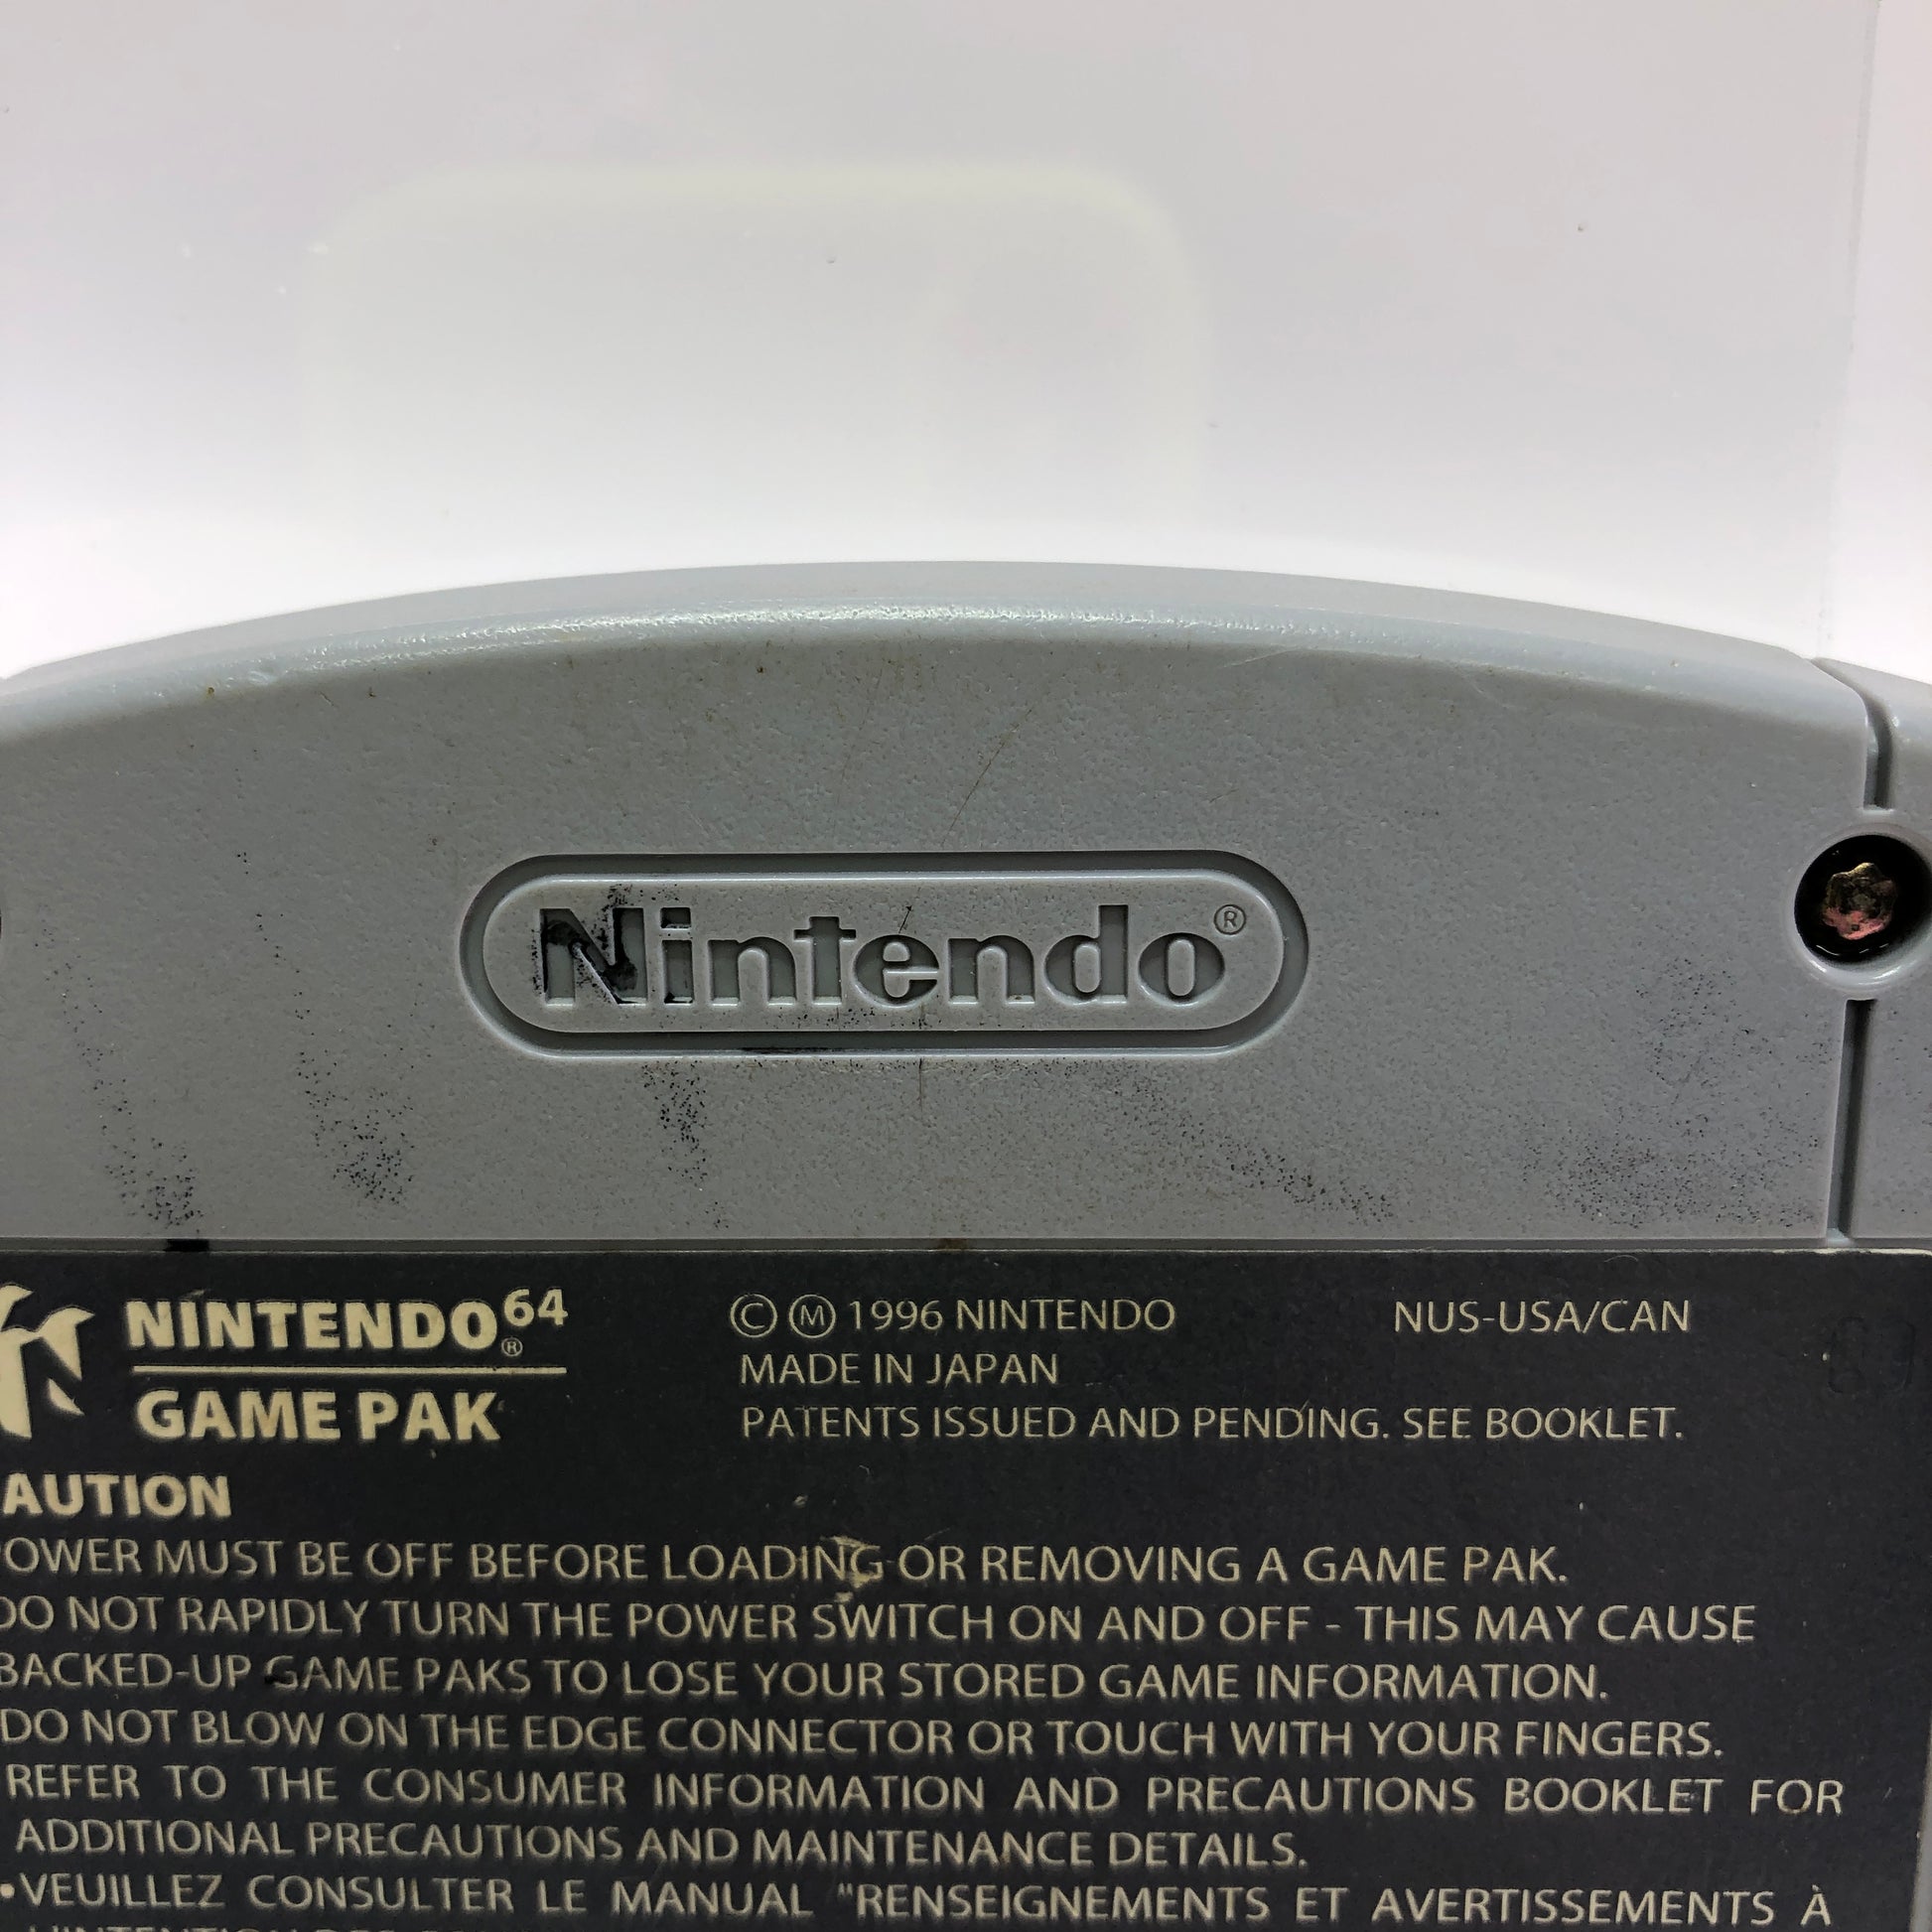 Nintendo®
NINTENDO 64®
GAME PAK
© Ⓜ 1996 NINTENDO NUS-USA/CAN
MADE IN JAPAN
PATENTS ISSUED AND PENDING. SEE BOOKLET.
AUTION
OWER MUST BE OFF BEFORE LOADING OR REMOVING A GAME PAK.
DO NOT RAPIDLY TURN THE POWER SWITCH ON AND OFF - THIS MAY CAUSE
BACKED-UP GAME PAKS TO LOSE YOUR STORED GAME INFORMATION.
DO NOT BLOW ON THE EDGE CONNECTOR OR TOUCH WITH YOUR FINGERS.
REFER TO THE CONSUMER INFORMATION AND PRECAUTIONS BOOKLET FOR
ADDITIONAL PRECAUTIONS AND MAINTENANCE DETAILS.
•VEUILLEZ CONSULTER LE MANUAL "RENSEIGNEMENTS ET AVERTISSEMENTS À